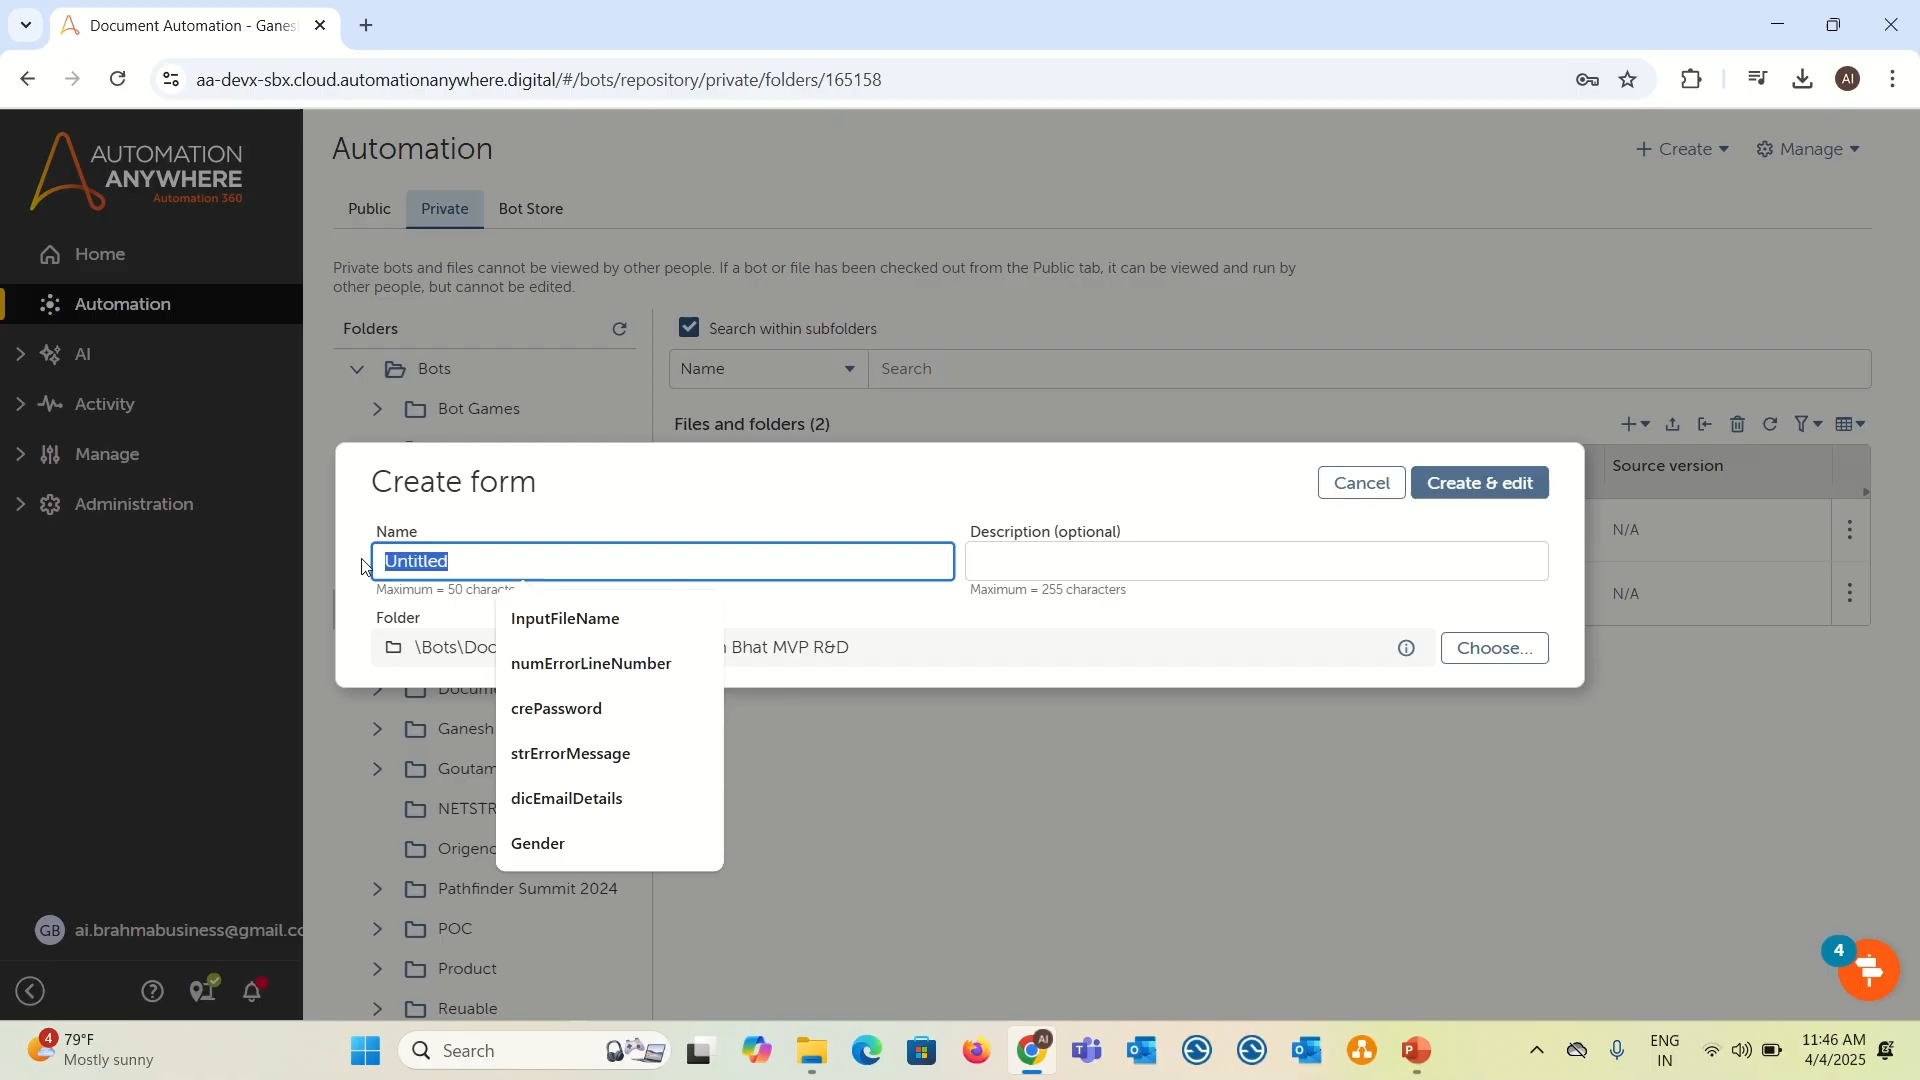 Document Automation - Ganes
aa-devx-sbx.cloud.automationanywhere.digital/#/bots/repository/private/folders/165158
AI
AUTOMATION
ANYWHERE
Automation 360
Home
Automation
AI
Activity
Manage
Administration
GB ai.brahmabusiness@gmail.co
Automation
Create
Manage
Public
Private
Bot Store
Private bots and files cannot be viewed by other people. If a bot or file has been checked out from the Public tab, it can be viewed and run by
other people, but cannot be edited.
Folders
Search within subfolders
Name
Search
Bots
Bot Games
Files and folders (2)
Source version
N/A
N/A
Create form
Cancel
Create & edit
Name
Description (optional)
Untitled
Maximum = 50 characte
Maximum = 255 characters
Folder
\Bots\Doc
Bhat MVP R&D
Choose...
InputFileName
numErrorLineNumber
crePassword
strErrorMessage
dicEmailDetails
Gender
Docume
Ganesh
Goutam
NETSTR
Origenc
Pathfinder Summit 2024
POC
Product
Reuable
4
4
79°F
Mostly sunny
Search
AI
ENG
IN
11:46 AM
4/4/2025